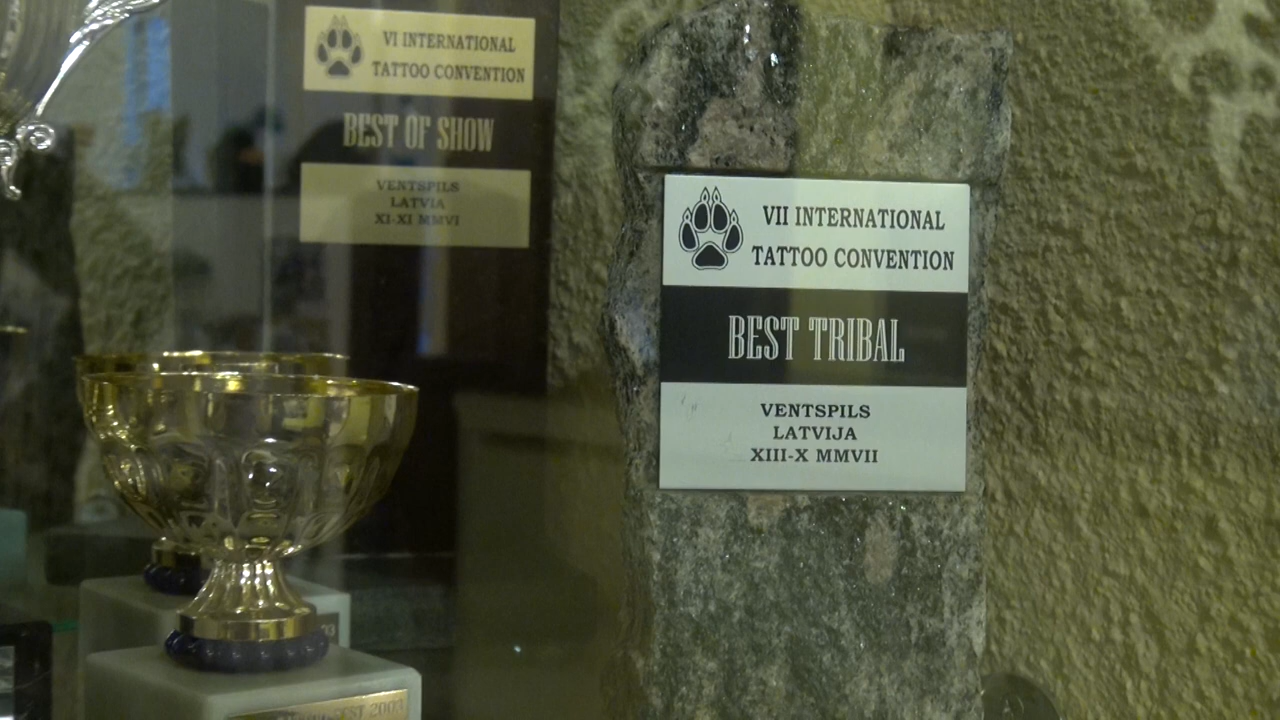 VI INTERNATIONAL
TATTOO CONVENTION
BEST OF SHOW
VENTSPILS
LATVIA
XI-XI MMVI
VII INTERNATIONAL
TATTOO CONVENTION
BEST TRIBAL
VENTSPILS
LATVIJA
XIII-X MMVII
2003